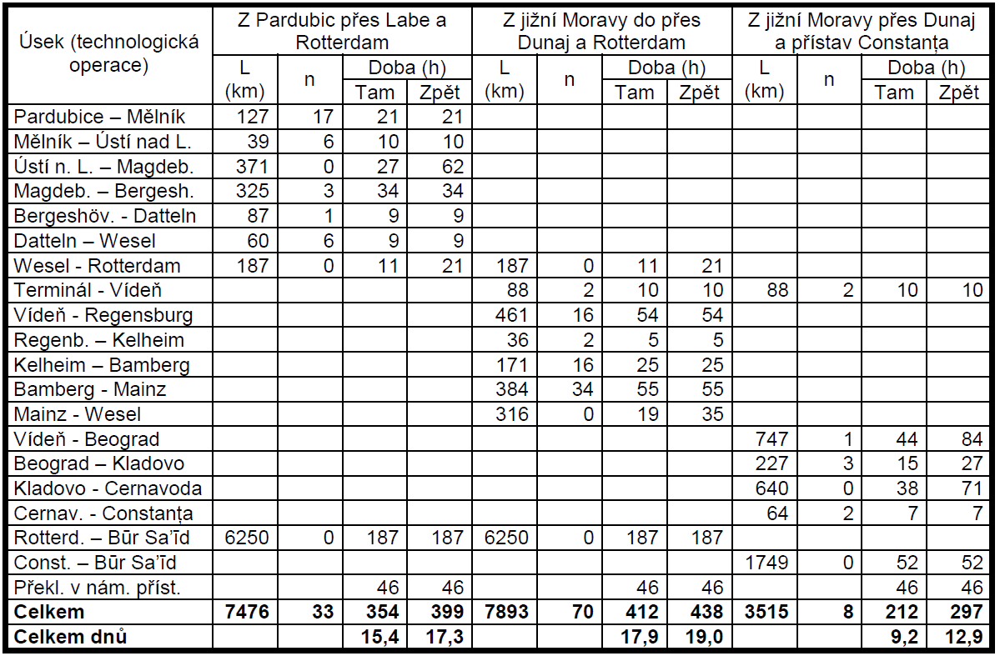 Úsek (technologická operace) Z Pardubic přes Labe a Rotterdam Z jižní Moravy do přes Dunaj a Rotterdam Z jižní Moravy přes Dunaj a přístav Constanța
L (km) n Doba (h) L (km) n Doba (h) L (km) n Doba (h)
Tam Zpět Tam Zpět Tam Zpět
Pardubice – Mělník 127 17 21 21
Mělník – Ústí nad L. 39 6 10 10
Ústí n. L. – Magdeb. 371 0 27 62
Magdeb. – Bergesh. 325 3 34 34
Bergeshöv. - Datteln 87 1 9 9
Datteln – Wesel 60 6 9 9
Wesel - Rotterdam 187 0 11 21 187 0 11 21
Terminál - Vídeň 88 2 10 10 88 2 10 10
Vídeň - Regensburg 461 16 54 54
Regenb. – Kelheim 36 2 5 5
Kelheim – Bamberg 171 16 25 25
Bamberg - Mainz 384 34 55 55
Mainz - Wesel 316 0 19 35
Vídeň - Beograd 747 1 44 84
Beograd – Kladovo 227 3 15 27
Kladovo - Cernavoda 640 0 38 71
Cernav. - Constanța 64 2 7 7
Rotterd. – Būr Sa’īd 6250 0 187 187 6250 0 187 187
Const. – Būr Sa’īd 1749 0 52 52
Překl. v nám. příst. 46 46 46 46 46 46
Celkem 7476 33 354 399 7893 70 412 438 3515 8 212 297
Celkem dnů 15,4 17,3 17,9 19,0 9,2 12,9